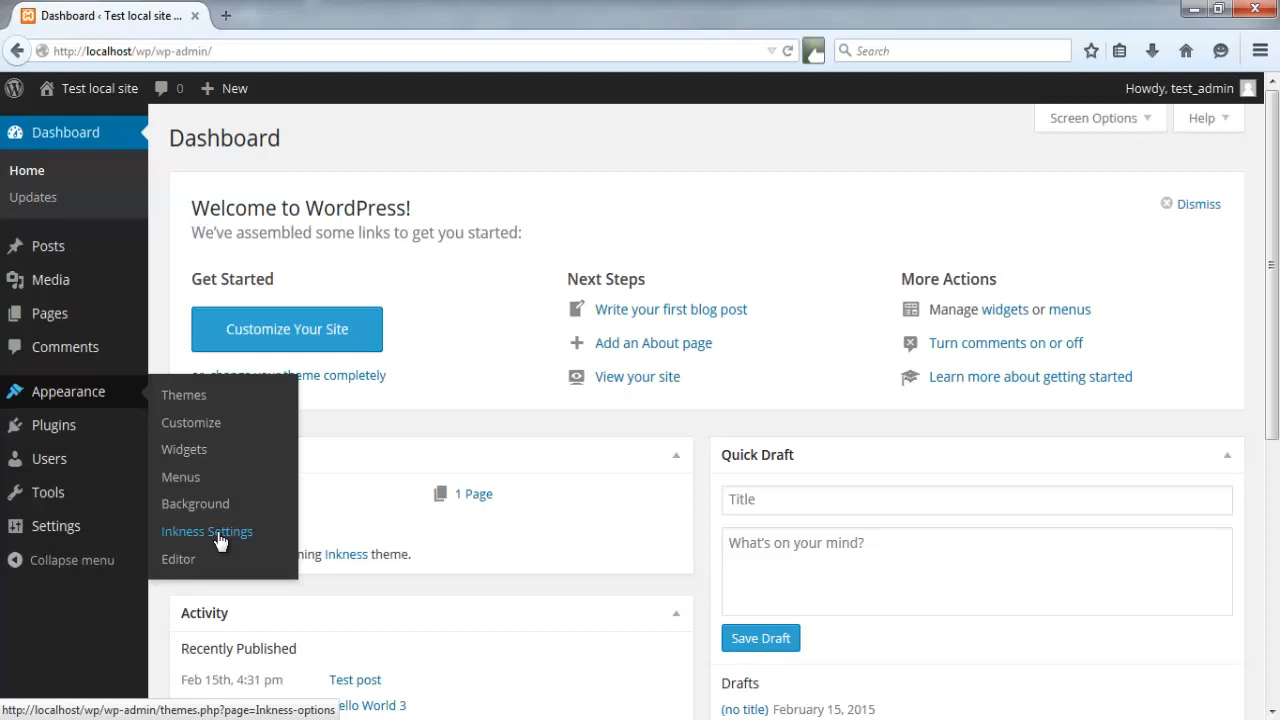 Dashboard ‹ Test local site ...
http://localhost/wp/wp-admin/
Search
Test local site
0
New
Howdy, test_admin
Dashboard
Home
Updates
Posts
Media
Pages
Comments
Appearance
Plugins
Users
Tools
Settings
Collapse menu
Themes
Customize
Widgets
Menus
Background
Inkness Settings
Editor
Dashboard
Screen Options
Help
Welcome to WordPress!
We've assembled some links to get you started:
Dismiss
Get Started
Customize Your Site
or, change your theme completely
Next Steps
Write your first blog post
Add an About page
View your site
More Actions
Manage widgets or menus
Turn comments on or off
Learn more about getting started
1 Page
ning Inkness theme.
Activity
Recently Published
Feb 15th, 4:31 pm Test post
ello World 3
Quick Draft
Title
What's on your mind?
Save Draft
Drafts
(no title) February 15, 2015
http://localhost/wp/wp-admin/themes.php?page=Inkness-options